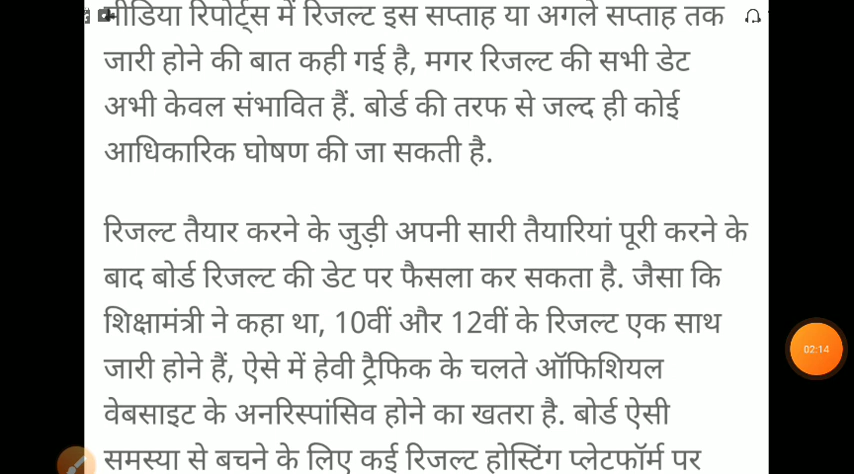 मीडिया रिपोर्ट्स में रिजल्ट इस सप्ताह या अगले सप्ताह तक
जारी होने की बात कही गई है, मगर रिजल्ट की सभी डेट
अभी केवल संभावित हैं. बोर्ड की तरफ से जल्द ही कोई
आधिकारिक घोषण की जा सकती है.
रिजल्ट तैयार करने के जुड़ी अपनी सारी तैयारियां पूरी करने के
बाद बोर्ड रिजल्ट की डेट पर फैसला कर सकता है. जैसा कि
शिक्षामंत्री ने कहा था, 10वीं और 12वीं के रिजल्ट एक साथ
जारी होने हैं, ऐसे में हेवी ट्रैफिक के चलते ऑफिशियल
वेबसाइट के अनरिस्पांसिव होने का खतरा है. बोर्ड ऐसी
समस्या से बचने के लिए कई रिजल्ट होस्टिंग प्लेटफॉर्म पर
02:14